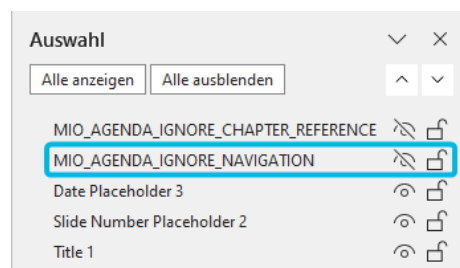 Auswahl
Alle anzeigen Alle ausblenden
MIO_AGENDA_IGNORE_CHAPTER_REFERENCE
MIO_AGENDA_IGNORE_NAVIGATION
Date Placeholder 3
Slide Number Placeholder 2
Title 1